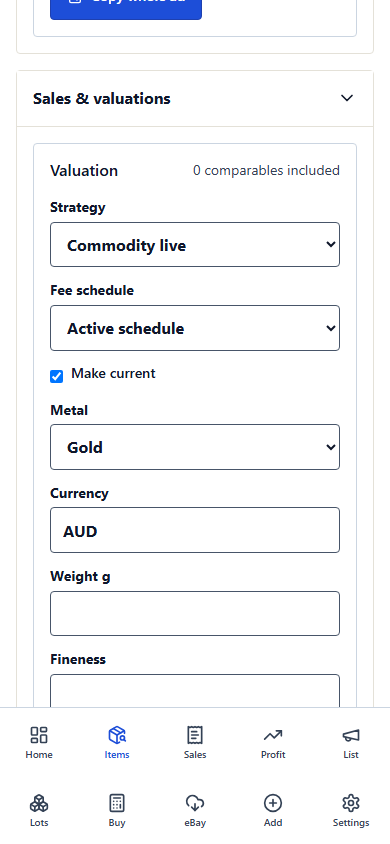 Sales & valuations
Valuation
0 comparables included
Strategy
Commodity live
Fee schedule
Active schedule
Make current
Metal
Gold
Currency
AUD
Weight g
Fineness
Home
Items
Sales
Profit
List
Lots
Buy
eBay
Add
Settings